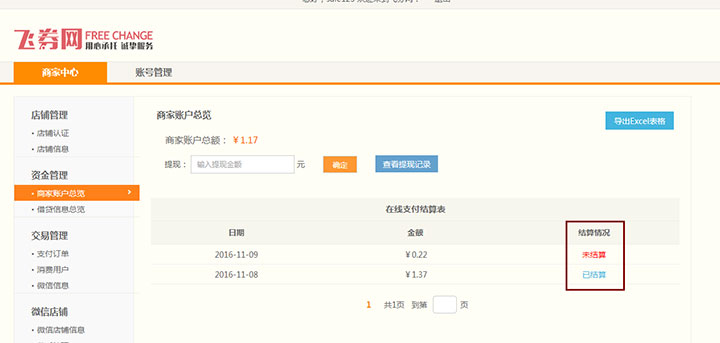 飞券网 FREE CHANGE
用心承托 诚挚服务
商家中心 账号管理
店铺管理
• 店铺认证
• 店铺信息
资金管理
• 商家账户总览
• 借贷信息总览
交易管理
• 支付订单
• 消费用户
• 微信信息
微信店铺
• 微信店铺信息
商家账户总览
导出Excel表格
商家账户总额： ¥ 1.17
提现： 输入提现金额 元 确定 查看提现记录
在线支付结算表
日期 金额 结算情况
2016-11-09 ¥ 0.22 未结算
2016-11-08 ¥ 1.37 已结算
1 共1页 到第 页